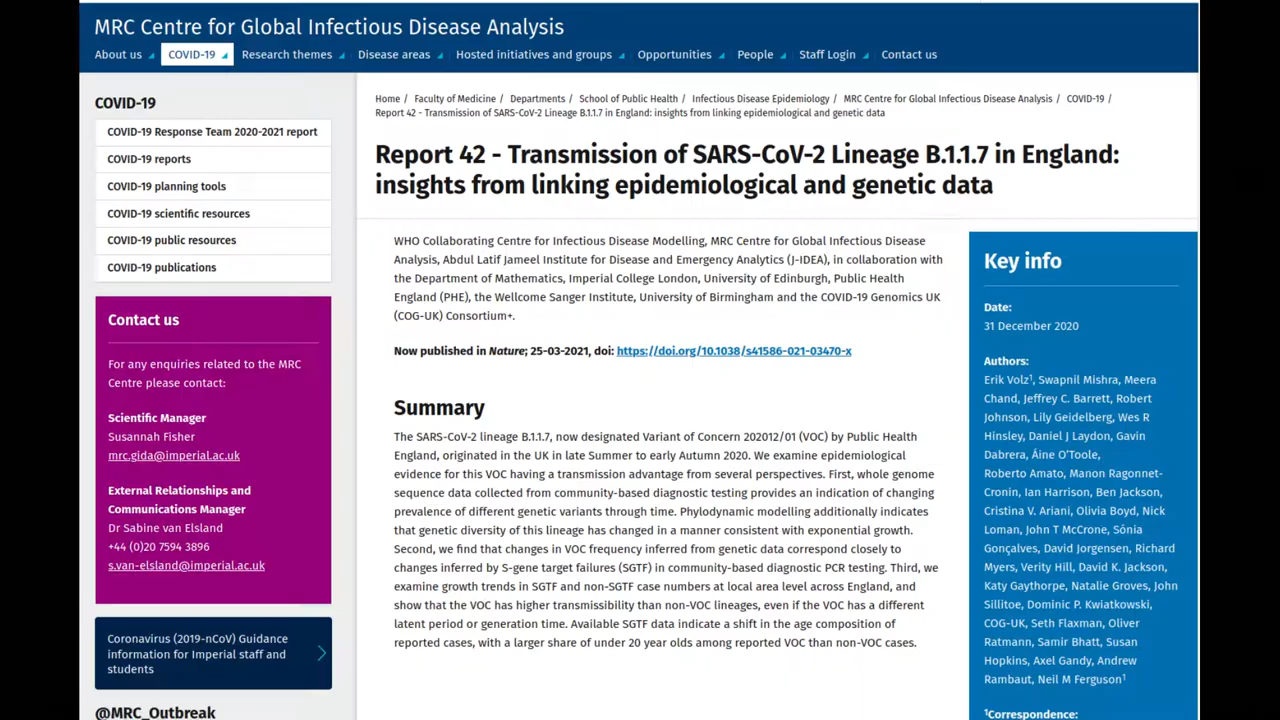 MRC Centre for Global Infectious Disease Analysis
About us COVID-19 Research themes Disease areas Hosted initiatives and groups Opportunities People Staff Login Contact us
COVID-19
COVID-19 Response Team 2020-2021 report
COVID-19 reports
COVID-19 planning tools
COVID-19 scientific resources
COVID-19 public resources
COVID-19 publications
Contact us
For any enquiries related to the MRC
Centre please contact:
Scientific Manager
Susannah Fisher
mrc.gida@imperial.ac.uk
External Relationships and
Communications Manager
Dr Sabine van Elsland
+44 (0)20 7594 3896
s.van-elsland@imperial.ac.uk
Coronavirus (2019-nCoV) Guidance
information for Imperial staff and
students
@MRC_Outbreak
Home / Faculty of Medicine / Departments / School of Public Health / Infectious Disease Epidemiology / MRC Centre for Global Infectious Disease Analysis / COVID-19 /
Report 42 - Transmission of SARS-CoV-2 Lineage B.1.1.7 in England: insights from linking epidemiological and genetic data
Report 42 - Transmission of SARS-CoV-2 Lineage B.1.1.7 in England:
insights from linking epidemiological and genetic data
WHO Collaborating Centre for Infectious Disease Modelling, MRC Centre for Global Infectious Disease
Analysis, Abdul Latif Jameel Institute for Disease and Emergency Analytics (J-IDEA), in collaboration with
the Department of Mathematics, Imperial College London, University of Edinburgh, Public Health
England (PHE), the Wellcome Sanger Institute, University of Birmingham and the COVID-19 Genomics UK
(COG-UK) Consortium+.
Now published in Nature; 25-03-2021, doi: https://doi.org/10.1038/s41586-021-03470-x
Summary
The SARS-CoV-2 lineage B.1.1.7, now designated Variant of Concern 202012/01 (VOC) by Public Health
England, originated in the UK in late Summer to early Autumn 2020. We examine epidemiological
evidence for this VOC having a transmission advantage from several perspectives. First, whole genome
sequence data collected from community-based diagnostic testing provides an indication of changing
prevalence of different genetic variants through time. Phylodynamic modelling additionally indicates
that genetic diversity of this lineage has changed in a manner consistent with exponential growth.
Second, we find that changes in VOC frequency inferred from genetic data correspond closely to
changes inferred by S-gene target failures (SGTF) in community-based diagnostic PCR testing. Third, we
examine growth trends in SGTF and non-SGTF case numbers at local area level across England, and
show that the VOC has higher transmissibility than non-VOC lineages, even if the VOC has a different
latent period or generation time. Available SGTF data indicate a shift in the age composition of
reported cases, with a larger share of under 20 year olds among reported VOC than non-VOC cases.
Key info
Date:
31 December 2020
Authors:
Erik Volz¹, Swapnil Mishra, Meera
Chand, Jeffrey C. Barrett, Robert
Johnson, Lily Geidelberg, Wes R
Hinsley, Daniel J Laydon, Gavin
Dabrera, Áine O’Toole,
Roberto Amato, Manon Ragonnet-
Cronin, Ian Harrison, Ben Jackson,
Cristina V. Ariani, Olivia Boyd, Nick
Loman, John T McCrone, Sónia
Gonçalves, David Jorgensen, Richard
Myers, Verity Hill, David K. Jackson,
Katy Gaythorpe, Natalie Groves, John
Sillitoe, Dominic P. Kwiatkowski,
COG-UK, Seth Flaxman, Oliver
Ratmann, Samir Bhatt, Susan
Hopkins, Axel Gandy, Andrew
Rambaut, Neil M Ferguson¹
¹Correspondence: